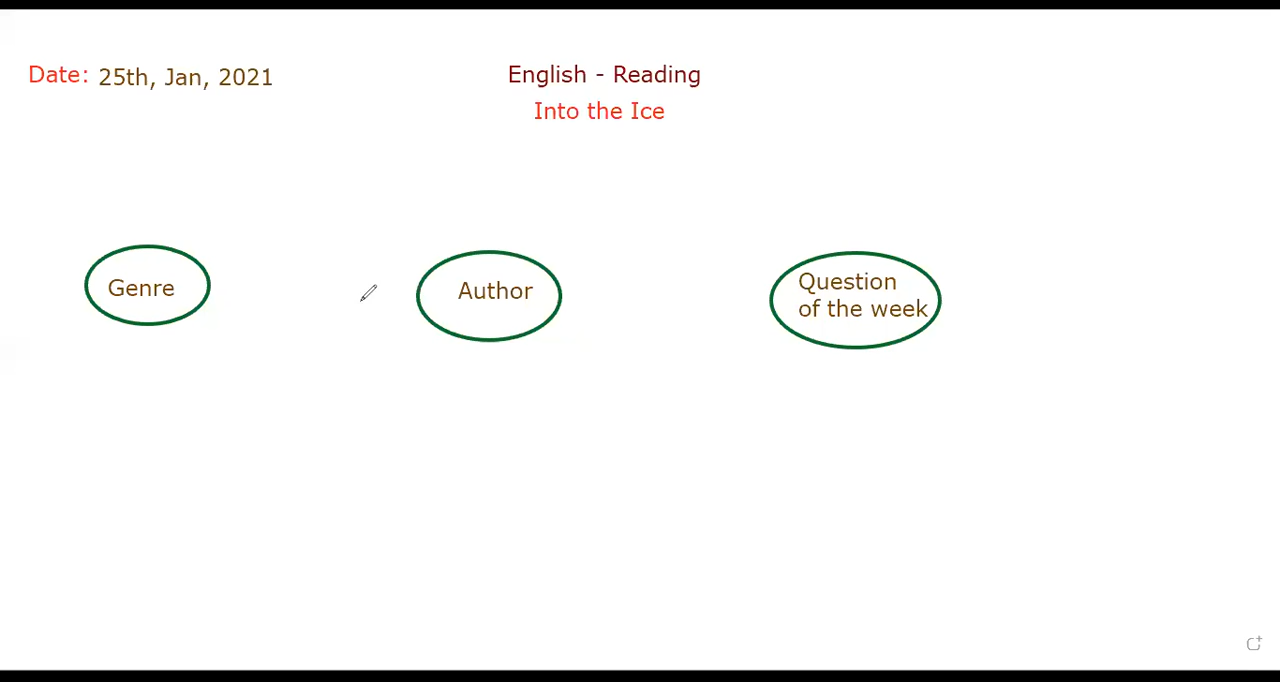 Date: 25th, Jan, 2021
English - Reading
Into the Ice
Genre
Author
Question
of the week